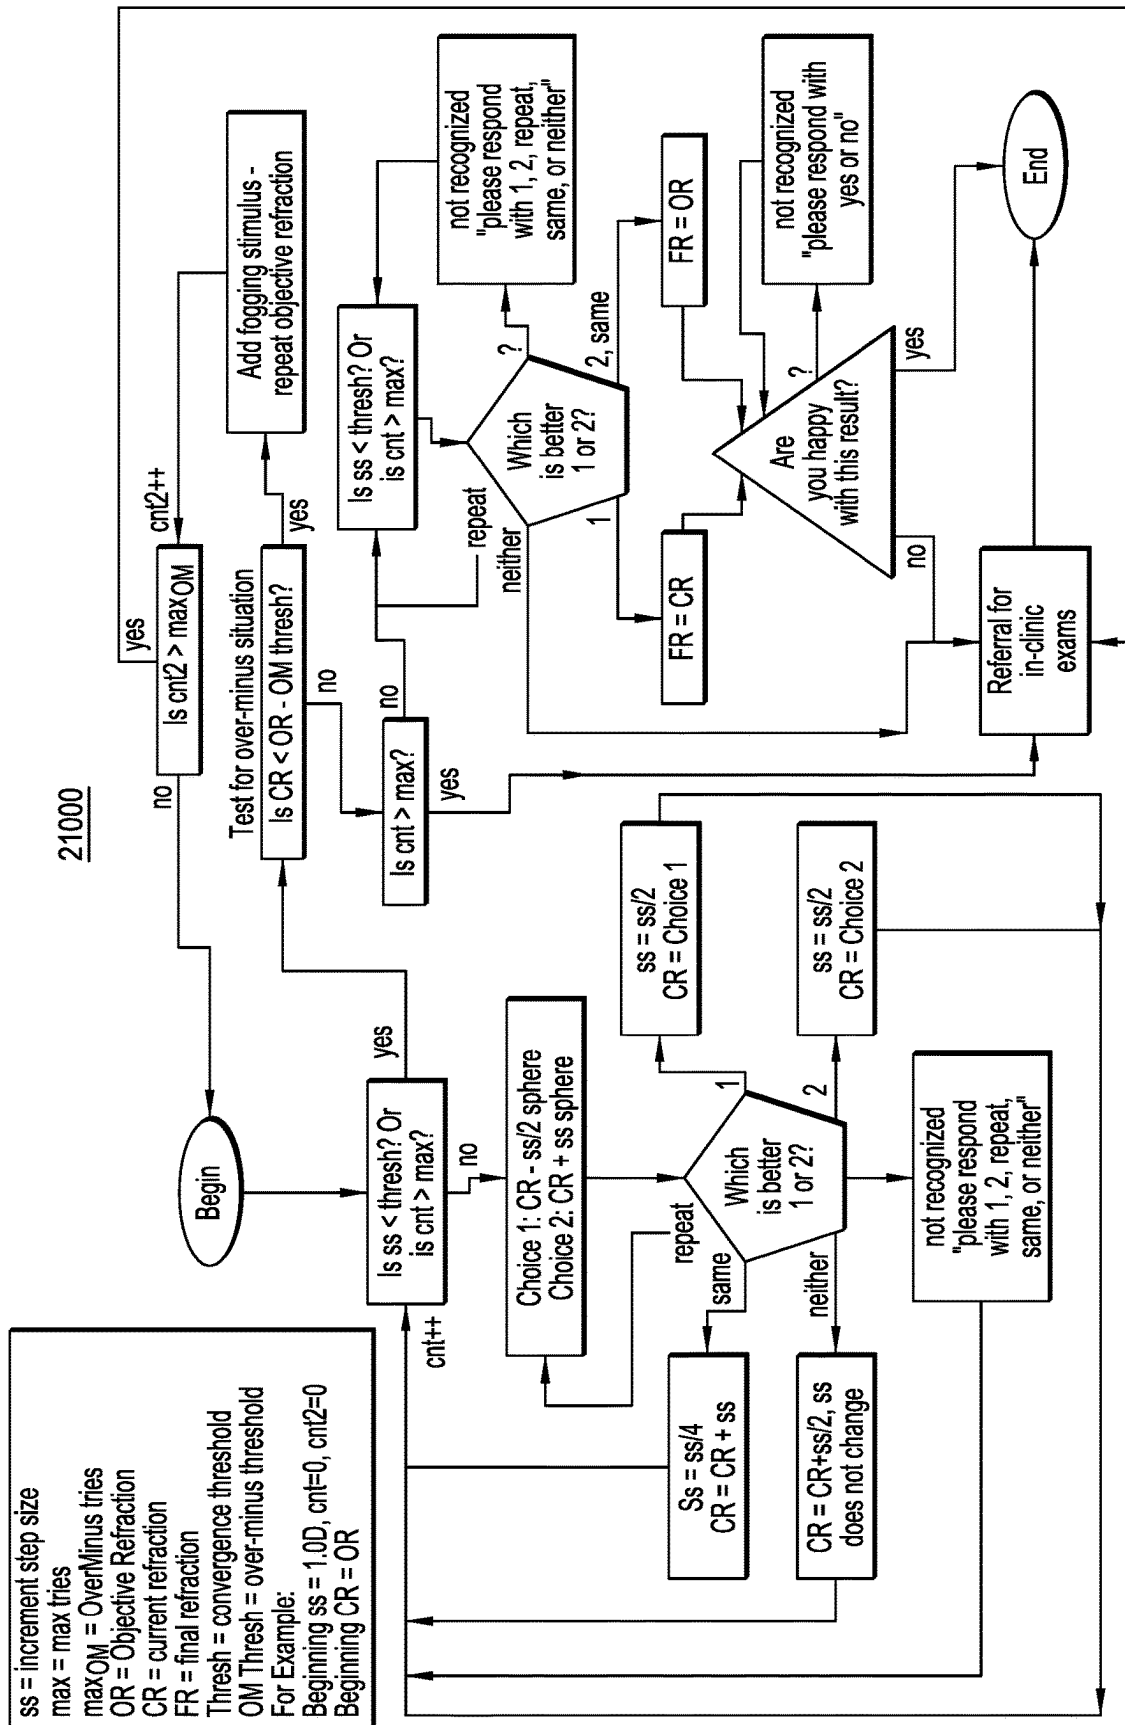 21000
ss = increment step size
max = max tries
maxOM = OverMinus tries
OR = Objective Refraction
CR = current refraction
FR = final refraction
Thresh = convergence threshold
OM Thresh = over-minus threshold
For Example:
Beginning ss = 1.0D, cnt=0, cnt2=0
Beginning CR = OR
Begin
cnt++
Is ss < thresh? Or
is cnt > max?
yes
no
Choice 1: CR - ss/2 sphere
Choice 2: CR + ss sphere
repeat
Which
is better
1 or 2?
same
Ss = ss/4
CR = CR + ss
neither
CR = CR+ss/2, ss
does not change
1
ss = ss/2
CR = Choice 1
2
ss = ss/2
CR = Choice 2
not recognized
"please respond
with 1, 2, repeat,
same, or neither"
no
Is cnt2 > maxOM
yes
cnt2++
Test for over-minus situation
Is CR < OR - OM thresh?
yes
no
Add fogging stimulus -
repeat objective refraction
Is cnt > max?
no
yes
Is ss < thresh? Or
is cnt > max?
repeat
neither
Which
is better
1 or 2?
?
not recognized
"please respond
with 1, 2, repeat,
same, or neither"
1
2, same
FR = CR
FR = OR
Are
you happy
with this result?
?
not recognized
"please respond with
yes or no"
no
yes
Referral for
in-clinic
exams
End